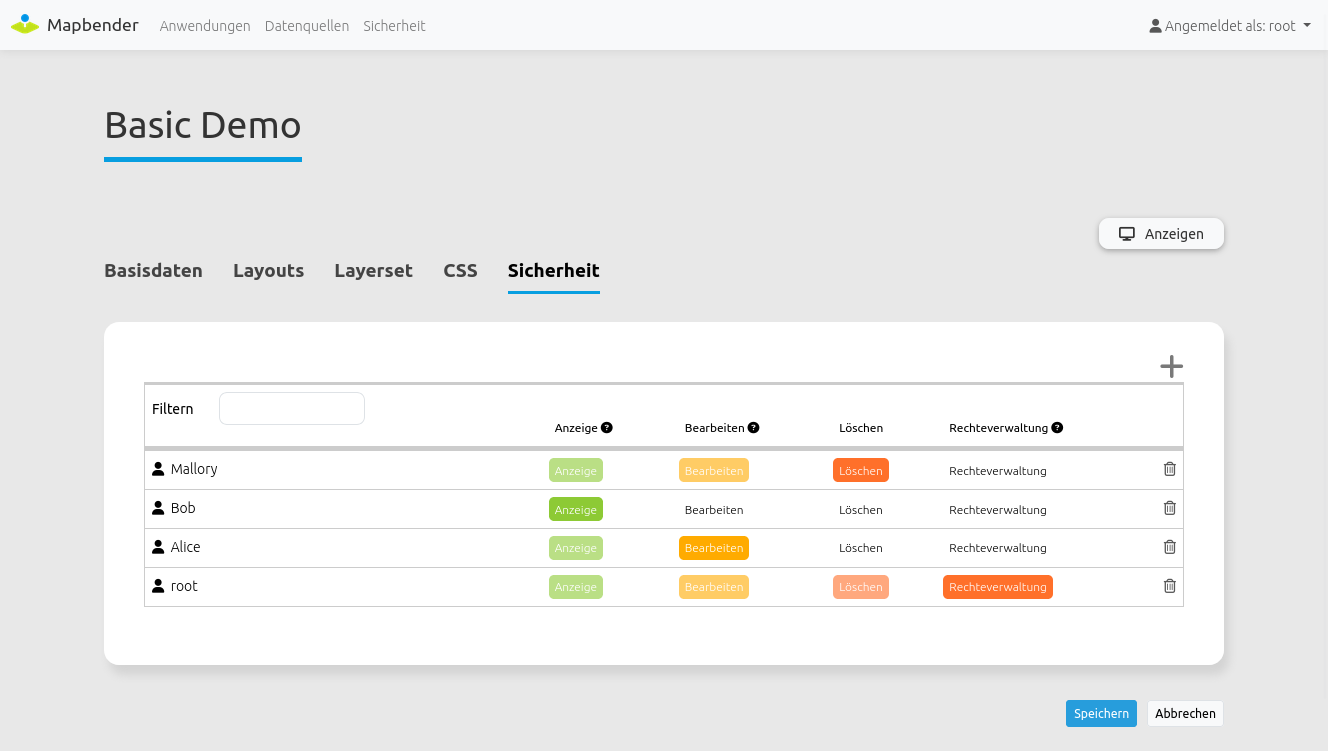 Mapbender Anwendungen Datenquellen Sicherheit Angemeldet als: root
Basic Demo
Anzeigen
Basisdaten Layouts Layerset CSS Sicherheit
Filtern
Anzeige ? Bearbeiten ? Löschen Rechteverwaltung ?
Mallory Anzeige Bearbeiten Löschen Rechteverwaltung
Bob Anzeige Bearbeiten Löschen Rechteverwaltung
Alice Anzeige Bearbeiten Löschen Rechteverwaltung
root Anzeige Bearbeiten Löschen Rechteverwaltung
Speichern Abbrechen